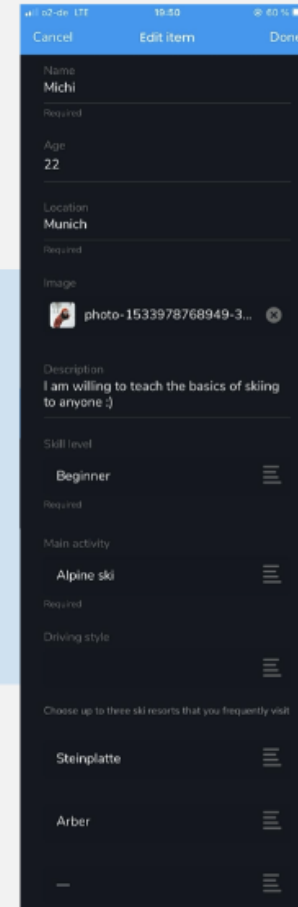 o2-de LTE 19:50 60 %
Cancel Edit item Done
Name
Michi
Required
Age
22
Location
Munich
Required
Image
photo-1533978768949-3...
Description
I am willing to teach the basics of skiing
to anyone :)
Skill level
Beginner
Required
Main activity
Alpine ski
Required
Driving style
Choose up to three ski resorts that you frequently visit
Steinplatte
Arber
—